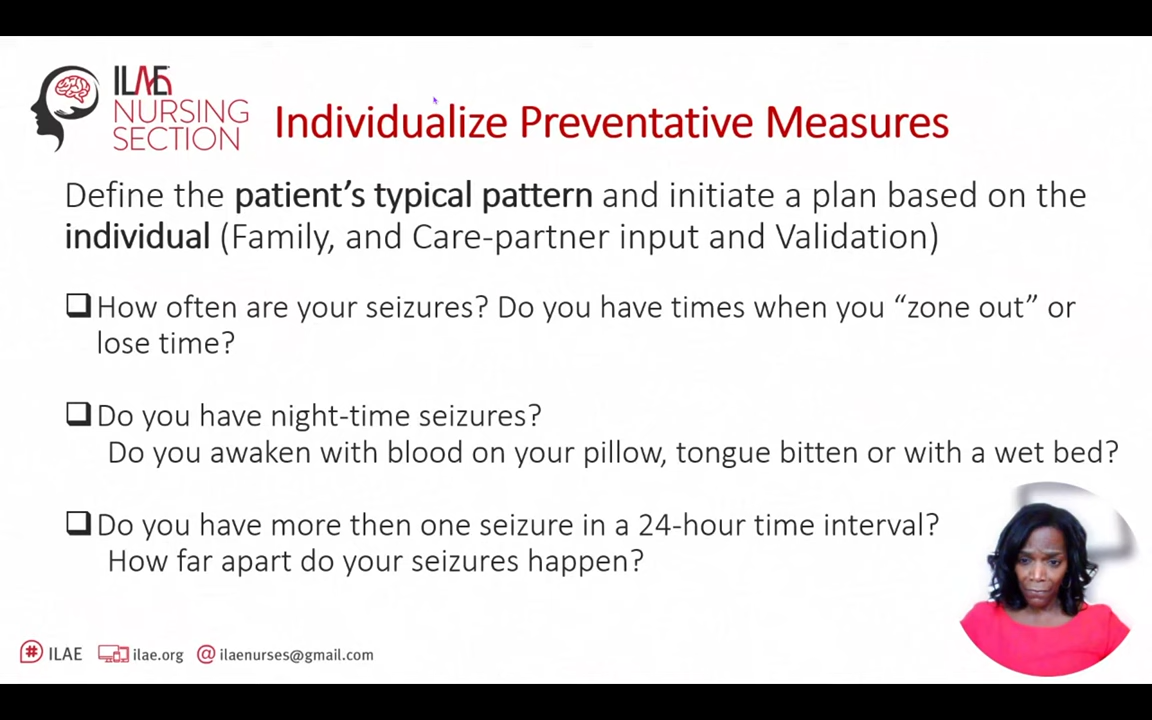 ILAE
NURSING
SECTION
Individualize Preventative Measures
Define the patient’s typical pattern and initiate a plan based on the
individual (Family, and Care-partner input and Validation)
How often are your seizures? Do you have times when you “zone out” or
lose time?
Do you have night-time seizures?
Do you awaken with blood on your pillow, tongue bitten or with a wet bed?
Do you have more then one seizure in a 24-hour time interval?
How far apart do your seizures happen?
# ILAE ilae.org @ ilaenurses@gmail.com